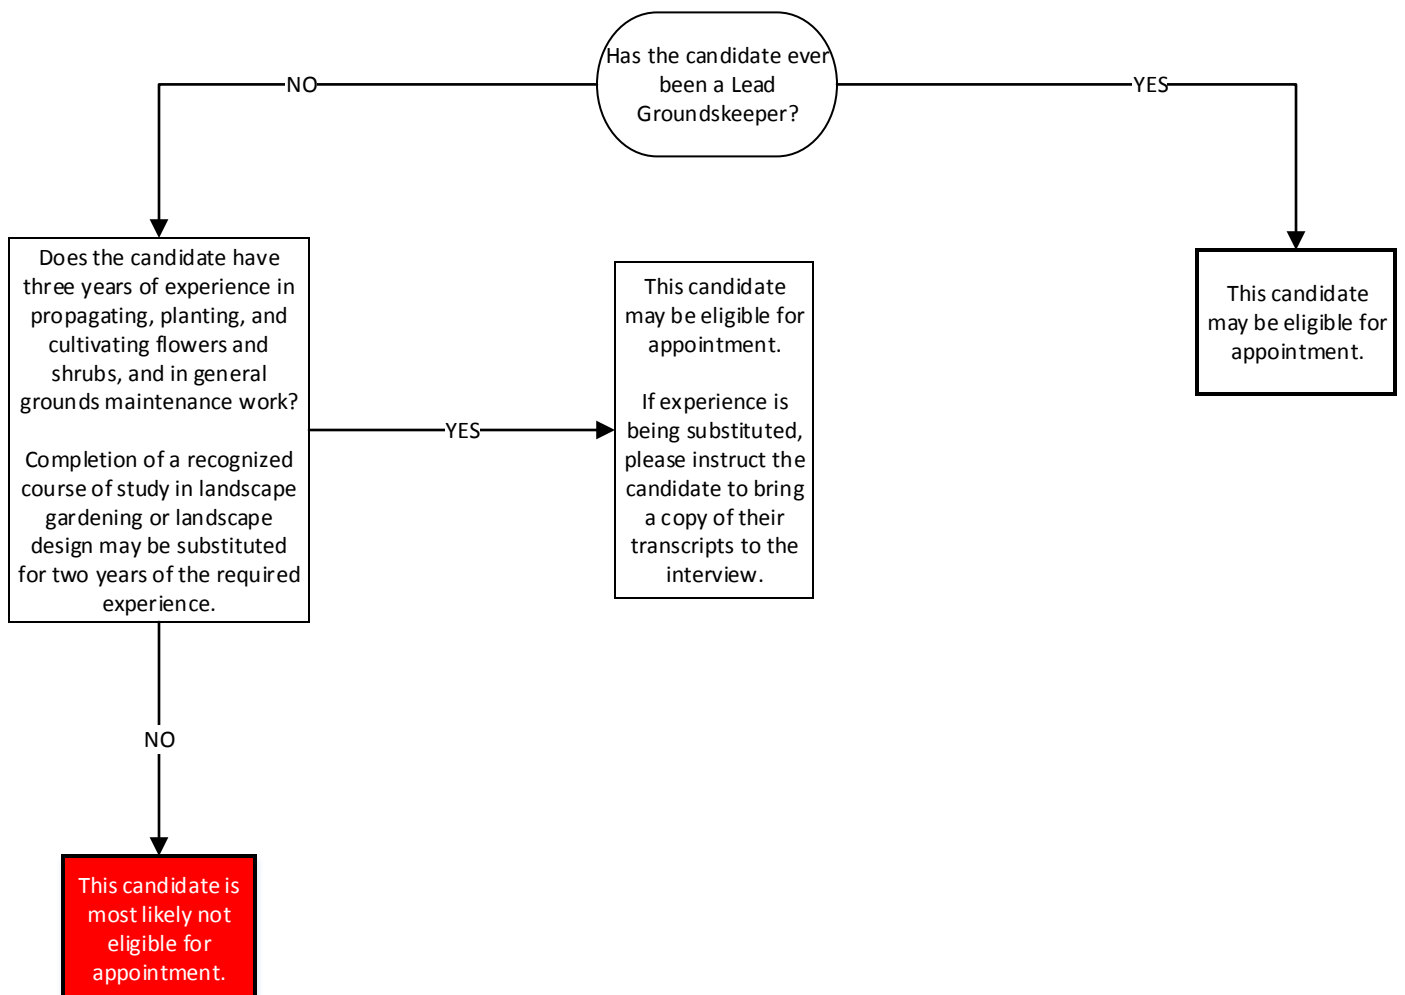 Has the candidate ever
been a Lead
Groundskeeper?
NO
YES
Does the candidate have
three years of experience in
propagating, planting, and
cultivating flowers and
shrubs, and in general
grounds maintenance work?
Completion of a recognized
course of study in landscape
gardening or landscape
design may be substituted
for two years of the required
experience.
YES
This candidate
may be eligible for
appointment.
If experience is
being substituted,
please instruct the
candidate to bring
a copy of their
transcripts to the
interview.
This candidate
may be eligible for
appointment.
NO
This candidate is
most likely not
eligible for
appointment.